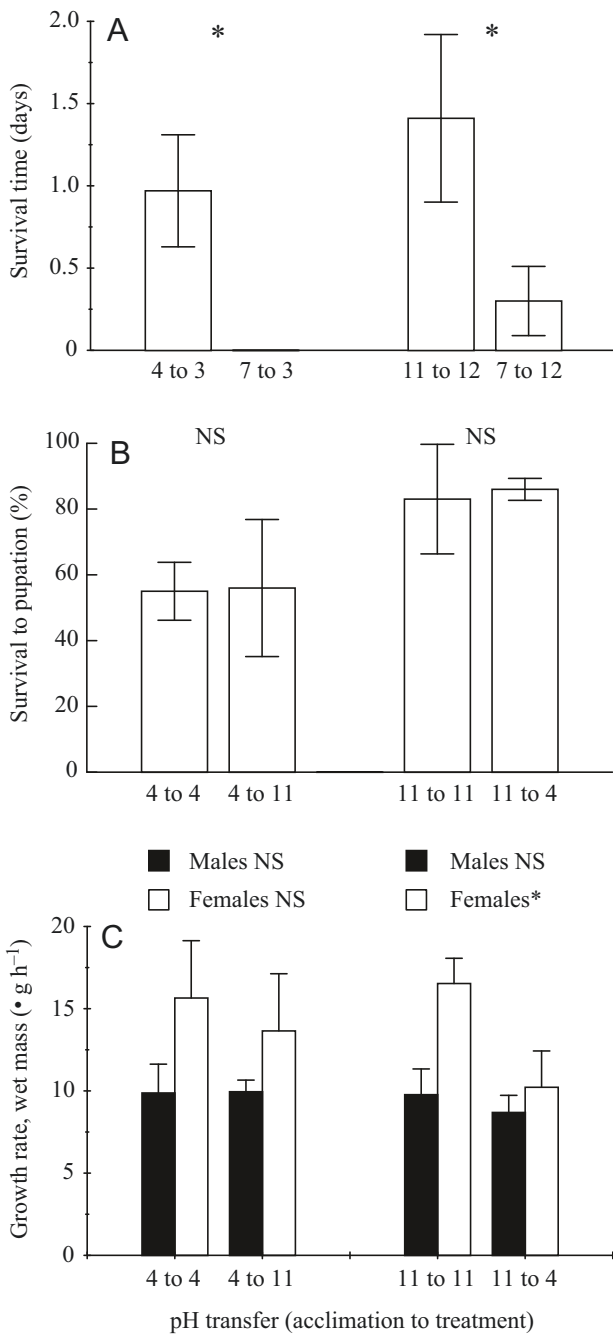 A
*
*
Survival time (days)
2.0
1.5
1.0
0.5
0
4 to 3
7 to 3
11 to 12
7 to 12
B
NS
NS
Survival to pupation (%)
100
80
60
40
20
0
4 to 4
4 to 11
11 to 11
11 to 4
Males NS
Males NS
Females NS
Females*
C
Growth rate, wet mass (• g h⁻¹)
20
15
10
5
0
4 to 4
4 to 11
11 to 11
11 to 4
pH transfer (acclimation to treatment)